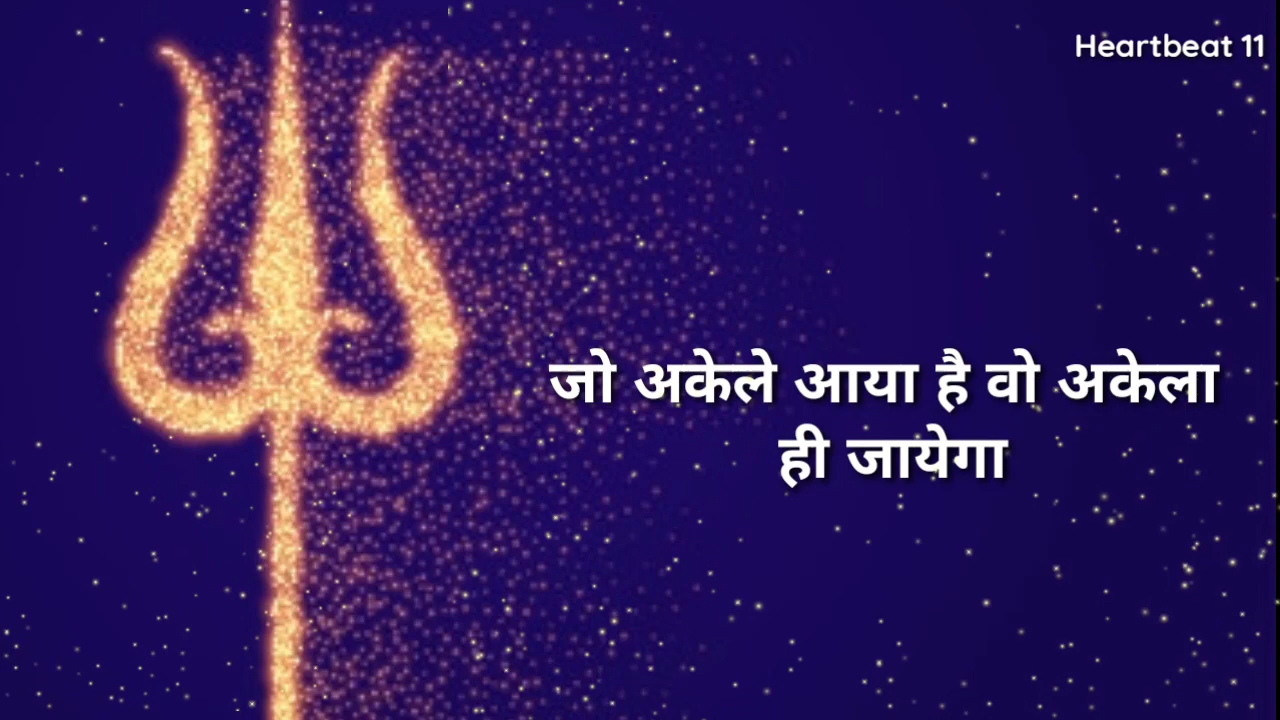 Heartbeat 11
जो अकेले आया है वो अकेला
ही जायेगा